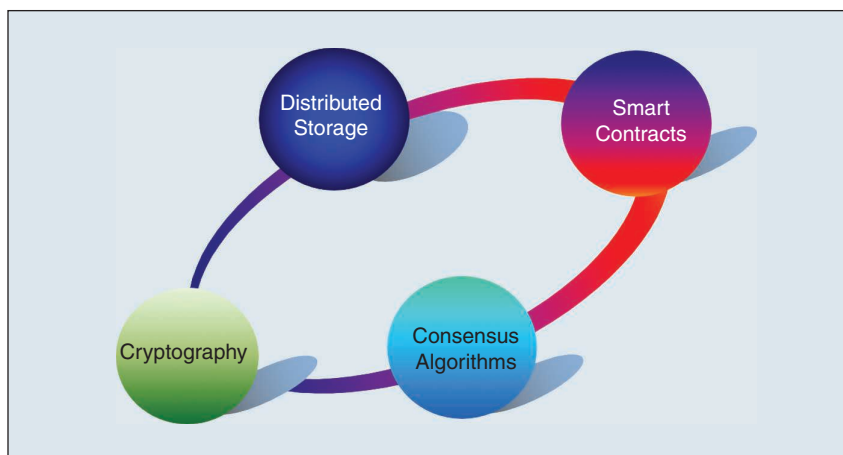 Distributed
Storage
Smart
Contracts
Cryptography
Consensus
Algorithms